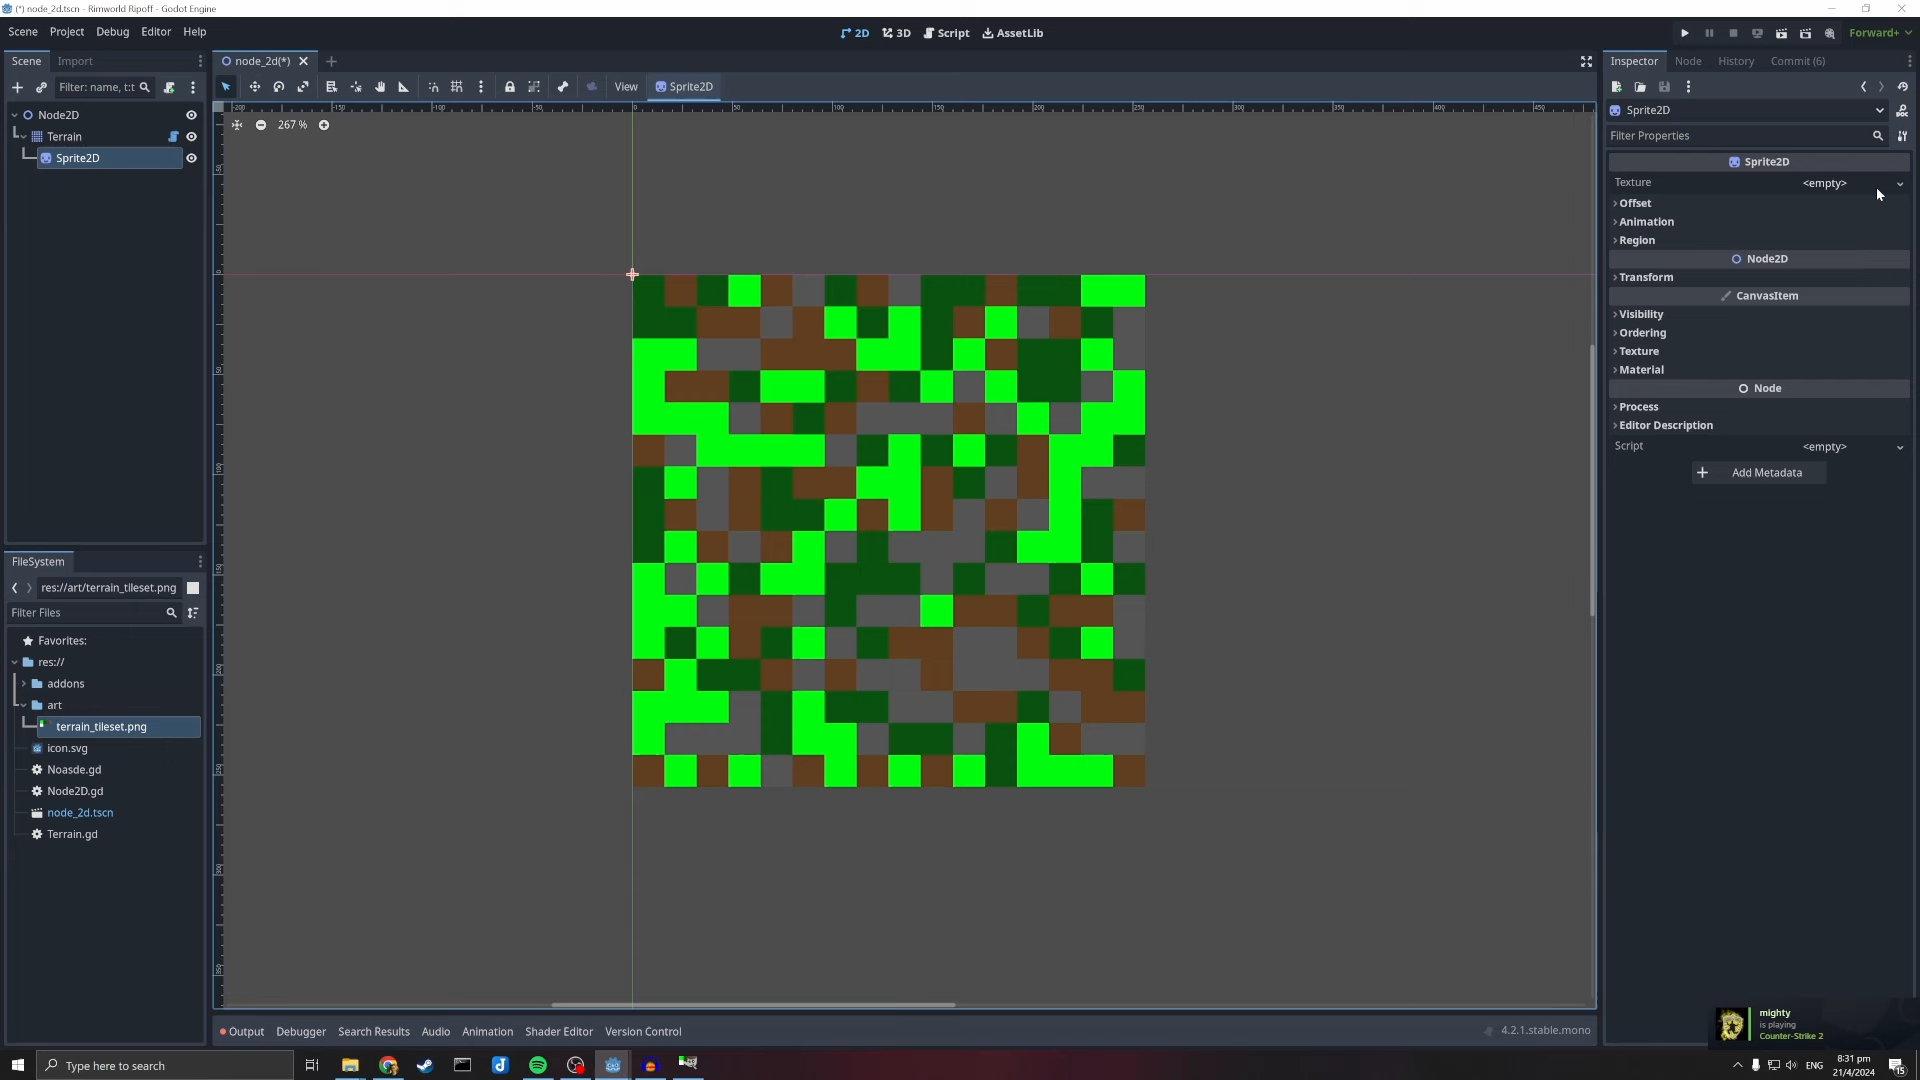 (*) node_2d.tscn - Rimworld Ripoff - Godot Engine
Scene Project Debug Editor Help
2D 3D Script AssetLib
Forward+
Scene Import
node_2d(*)
Inspector Node History Commit (6)
Filter: name, t:t
View Sprite2D
Node2D
Terrain
Sprite2D
267 %
Sprite2D
Filter Properties
Sprite2D
Texture <empty>
Offset
Animation
Region
Node2D
Transform
CanvasItem
Visibility
Ordering
Texture
Material
Node
Process
Editor Description
Script <empty>
Add Metadata
FileSystem
res://art/terrain_tileset.png
Filter Files
Favorites:
res://
addons
art
terrain_tileset.png
icon.svg
Noasde.gd
Node2D.gd
node_2d.tscn
Terrain.gd
Output Debugger Search Results Audio Animation Shader Editor Version Control
4.2.1.stable.mono
mighty
is playing
Counter-Strike 2
Type here to search
ENG
8:31 pm
21/4/2024
15